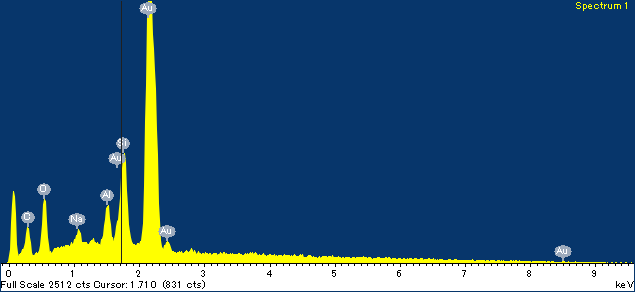 Spectrum 1
Au
Si
Au
Al
O
Na
Au
Au
0 1 2 3 4 5 6 7 8 9
Full Scale 2512 cts Cursor: 1.710 (831 cts) keV